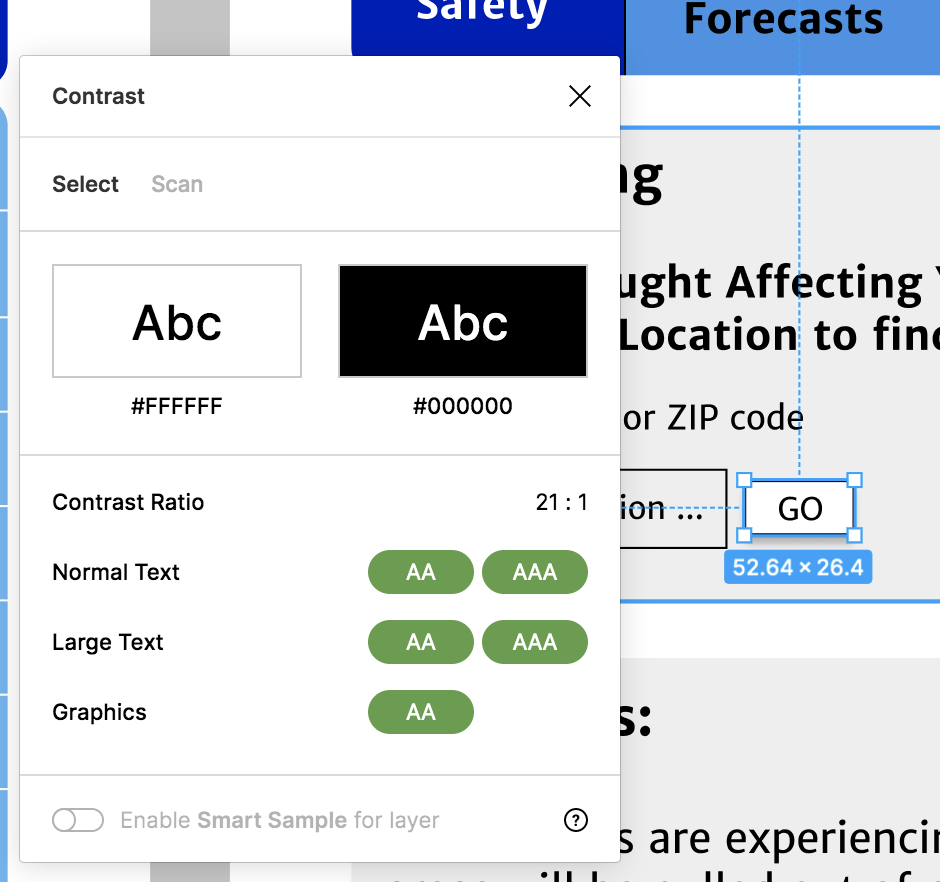 Safety
Forecasts
Contrast
Select Scan
Abc Abc
#FFFFFF #000000
Contrast Ratio 21 : 1
Normal Text AA AAA
Large Text AA AAA
Graphics AA
Enable Smart Sample for layer ?
ng
ught Affecting
Location to find
or ZIP code
ion ... GO
52.64 × 26.4
s:
s are experiencin